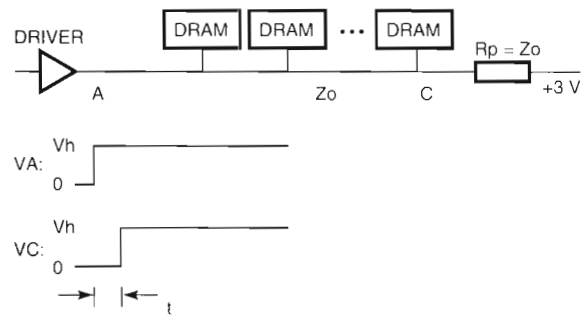 DRIVER
DRAM DRAM ••• DRAM
Rp = Zo
A Zo C +3 V
Vh
VA:
0
Vh
VC:
0
t